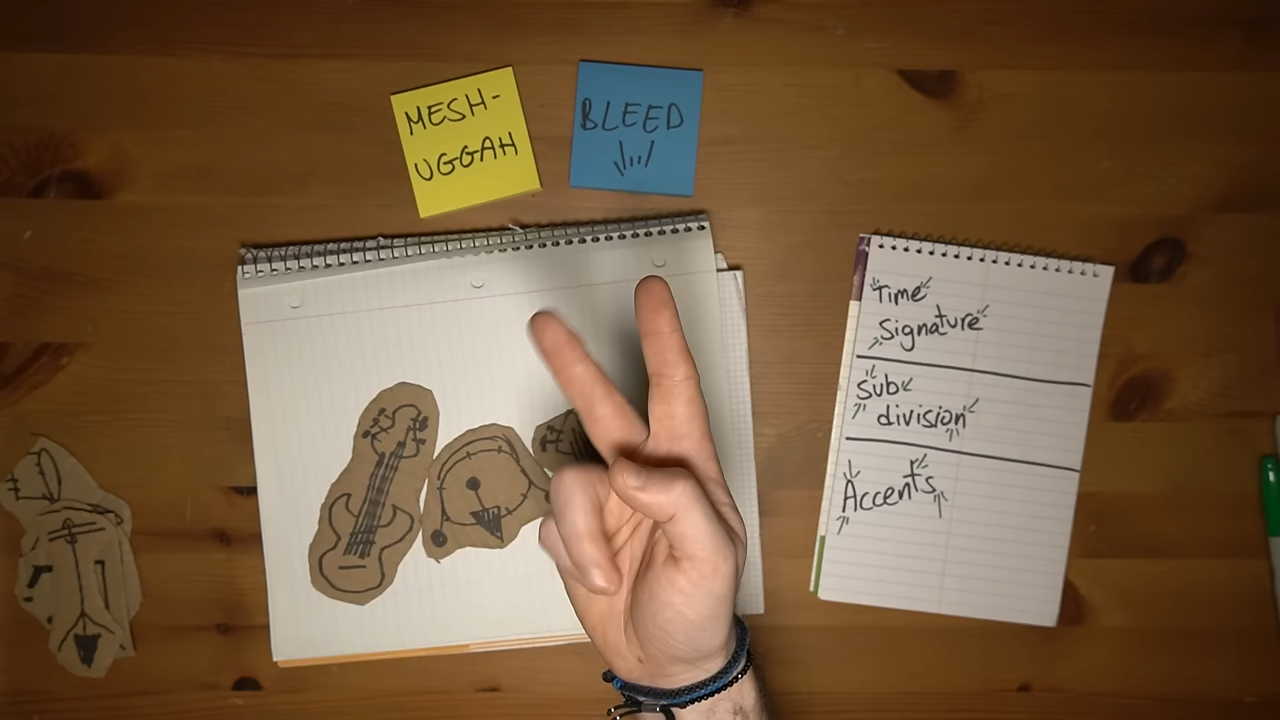 MESH-
UGGAH
BLEED
Time
Signature
Sub
division
Accents